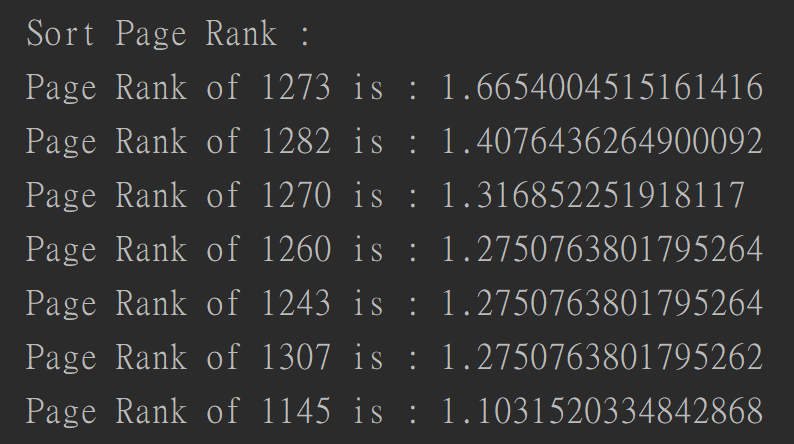 Sort Page Rank :
Page Rank of 1273 is : 1.6654004515161416
Page Rank of 1282 is : 1.4076436264900092
Page Rank of 1270 is : 1.316852251918117
Page Rank of 1260 is : 1.2750763801795264
Page Rank of 1243 is : 1.2750763801795264
Page Rank of 1307 is : 1.2750763801795262
Page Rank of 1145 is : 1.1031520334842868